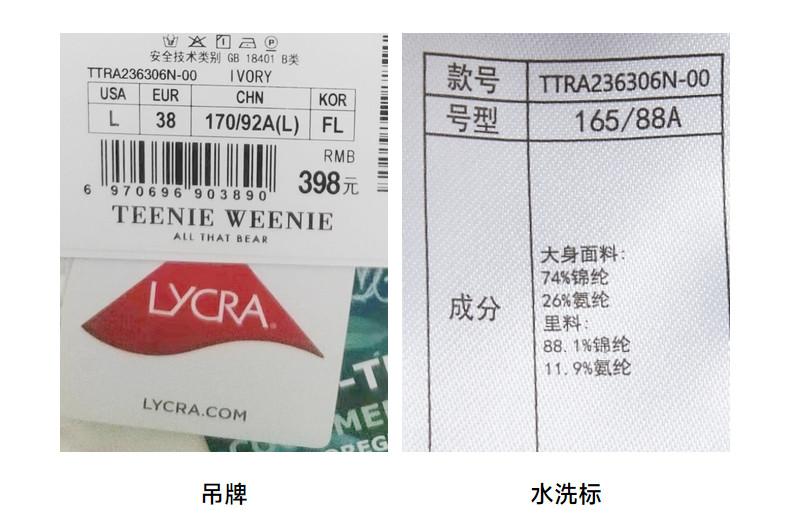 安全技术类别 GB 18401 B类
TTRA236306N-00 IVORY
USA EUR CHN KOR
L 38 170/92A(L) FL
RMB
398元
6 970696 903890
TEENIE WEENIE
ALL THAT BEAR
LYCRA®
LYCRA.COM
款号 TTRA236306N-00
号型 165/88A
成分
大身面料:
74%锦纶
26%氨纶
里料:
88.1%锦纶
11.9%氨纶
吊牌
水洗标